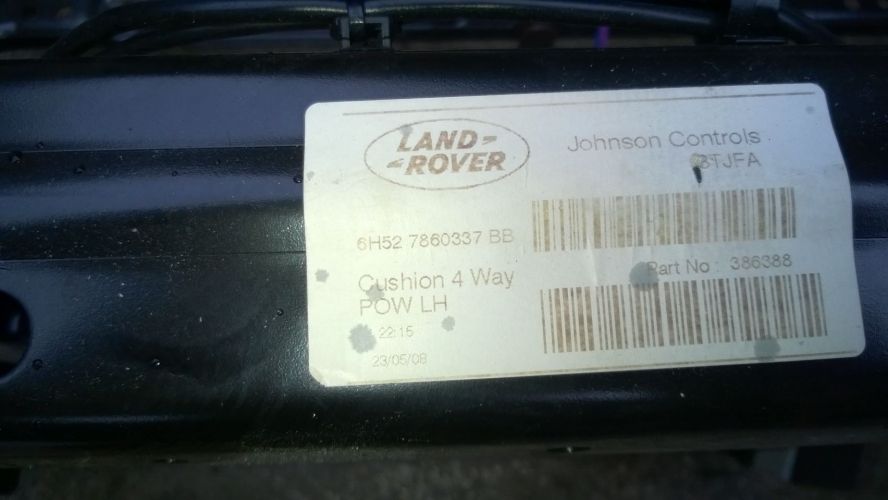 LAND-
-ROVER
Johnson Controls
6H52 7860337 BB
Part No : 386388
Cushion 4 Way
POW LH
22:15
23/05/08